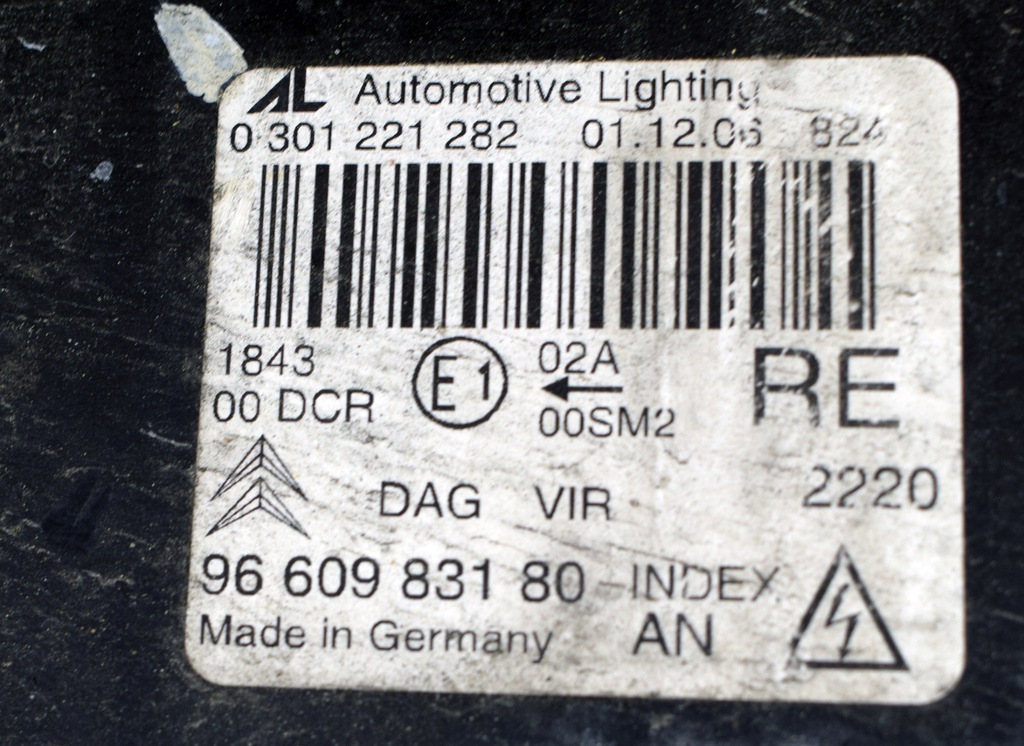 AL Automotive Lighting
0 301 221 282 01.12.06 824
1843
00 DCR
E1
02A
00SM2
RE
DAG VIR
2220
96 609 831 80 -INDEX
Made in Germany
AN